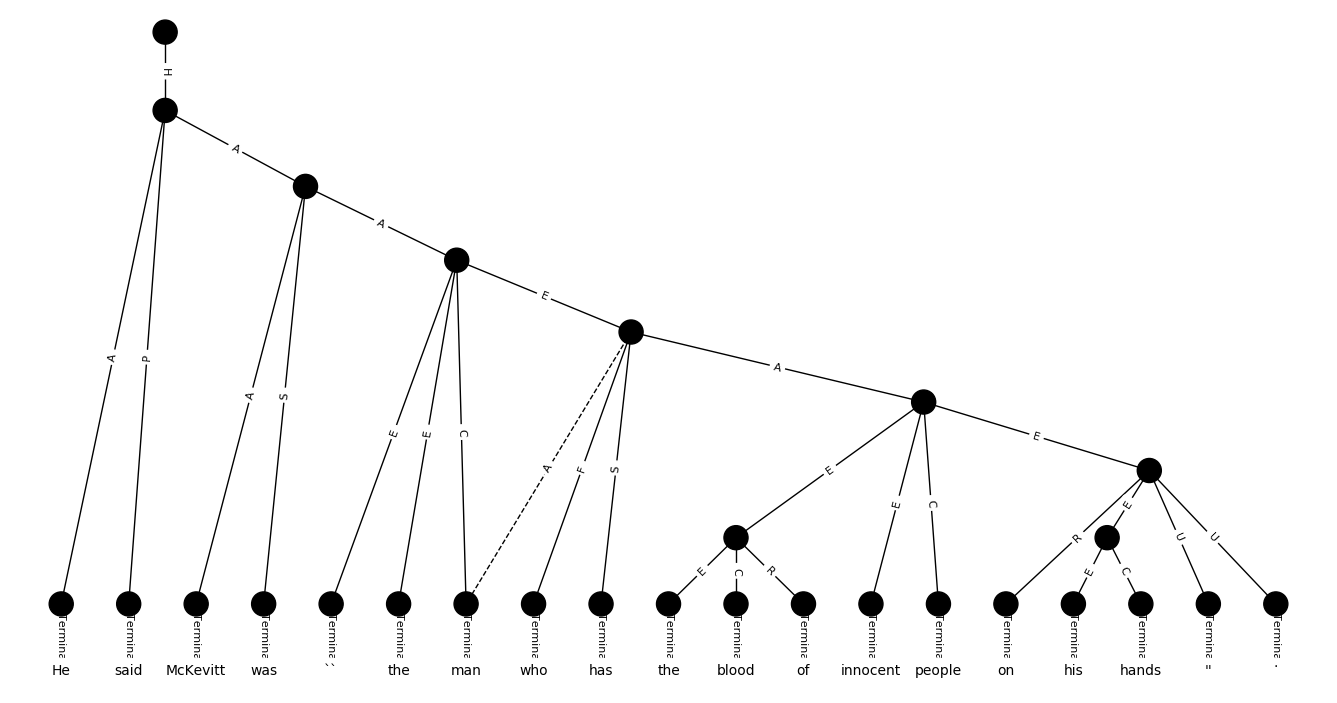 H
A
A
E
A P
A S
E E C
A F S
A
E
E E C
E C R
R E U U
E C
Termina Termina Termina Termina Termina Termina Termina Termina Termina Termina Termina Termina Termina Termina Termina Termina Termina Termina Termina
He said McKevitt was `` the man who has the blood of innocent people on his hands " .